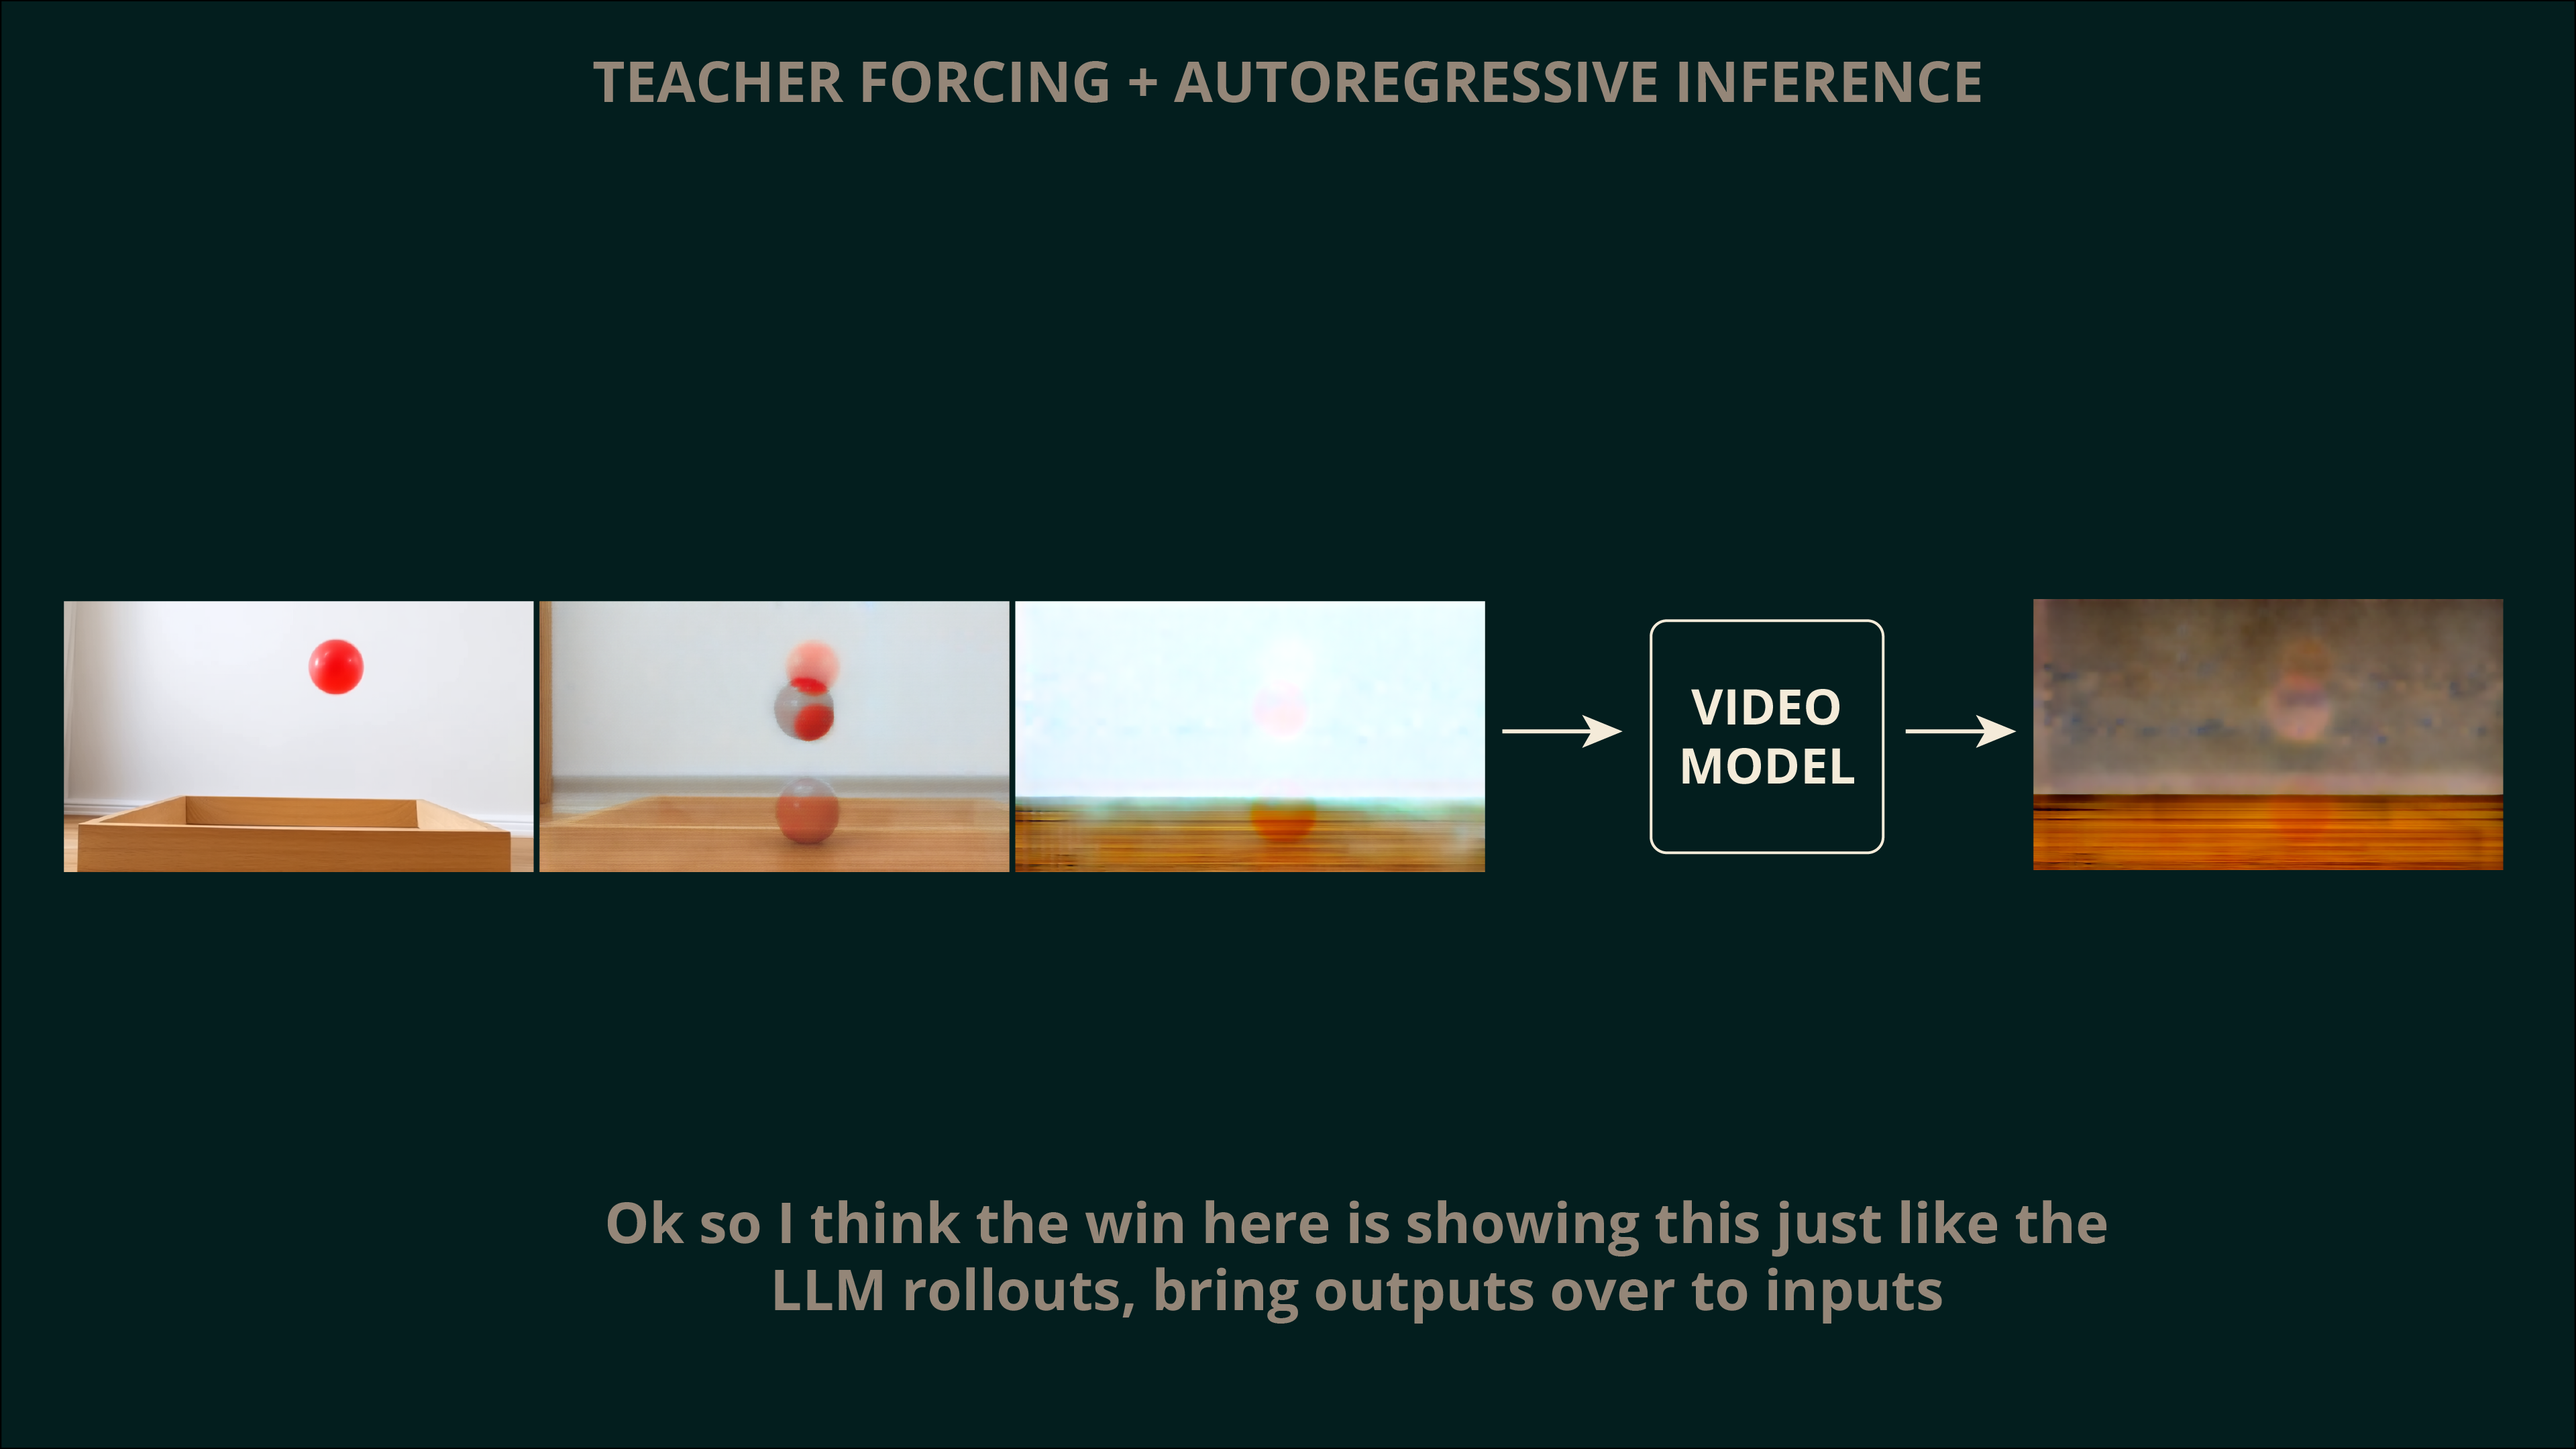 TEACHER FORCING + AUTOREGRESSIVE INFERENCE
VIDEO
MODEL
Ok so I think the win here is showing this just like the
LLM rollouts, bring outputs over to inputs